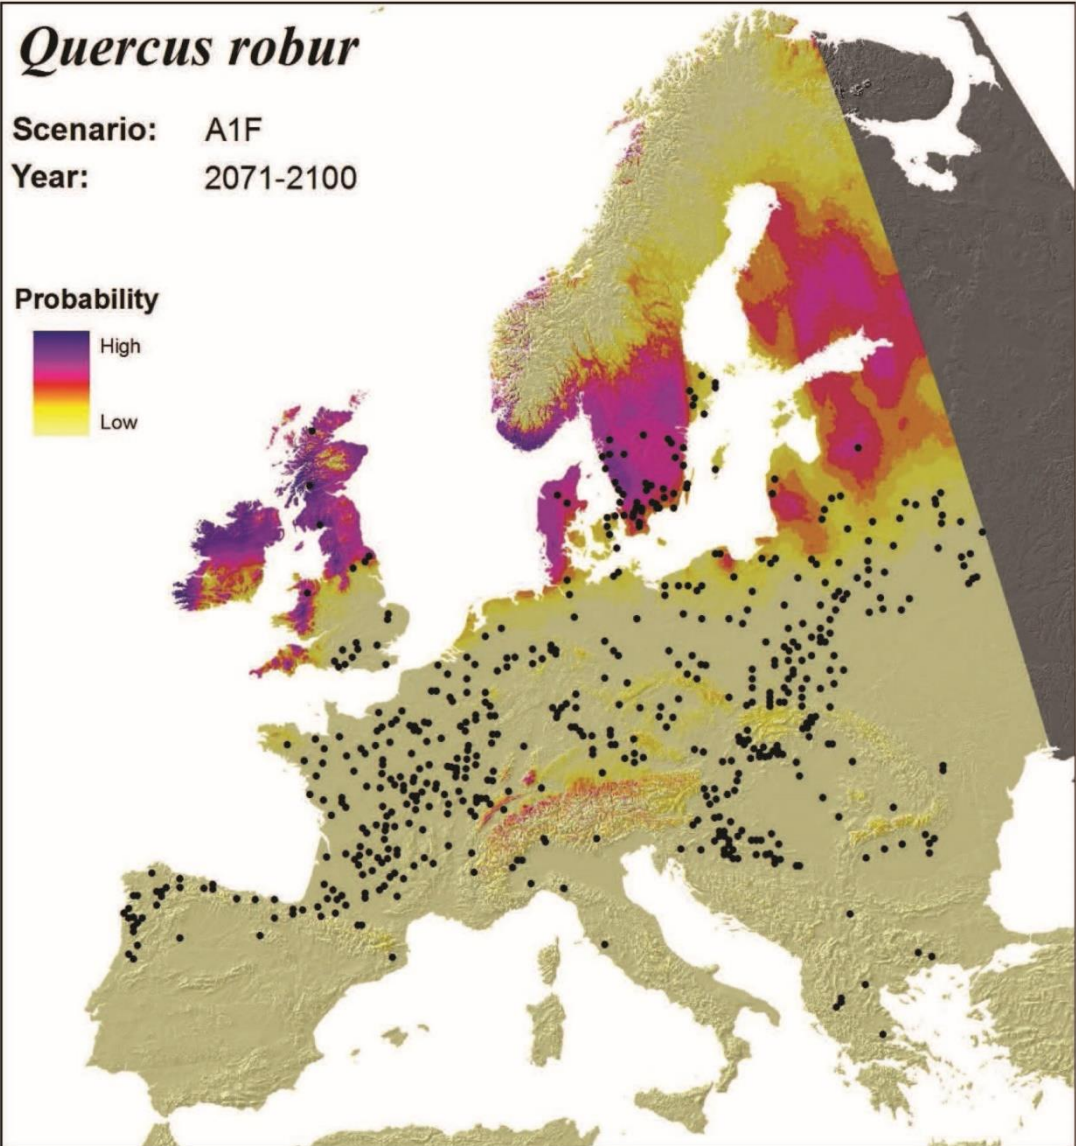 Quercus robur
Scenario: A1F
Year: 2071-2100
Probability
High
Low